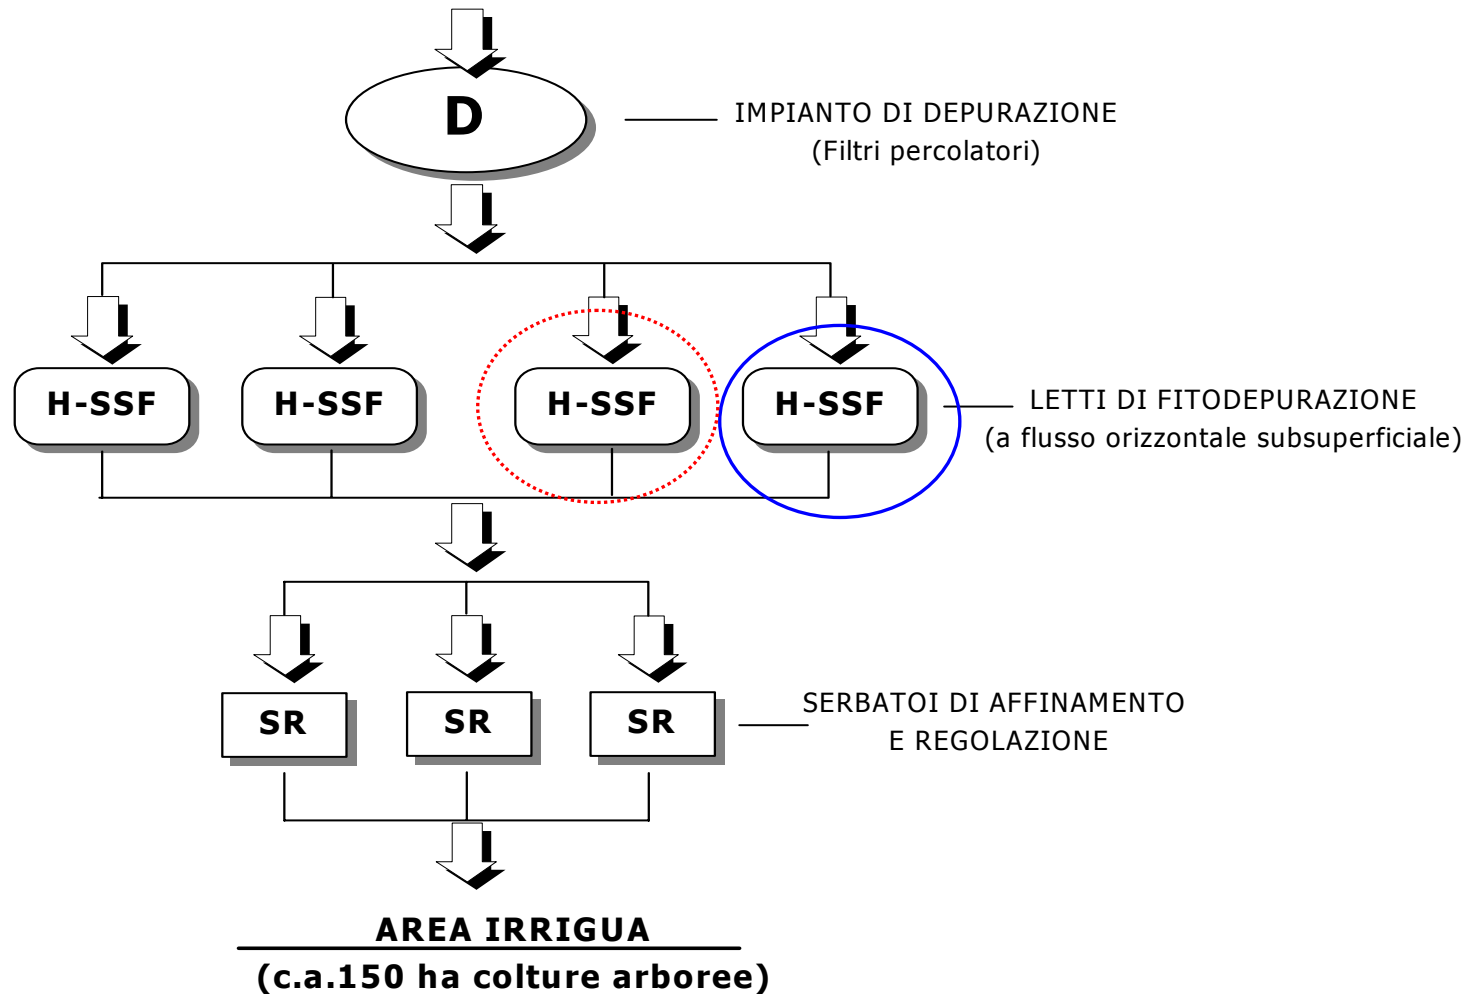 D
IMPIANTO DI DEPURAZIONE
(Filtri percolatori)
H-SSF H-SSF H-SSF H-SSF
LETTI DI FITODEPURAZIONE
(a flusso orizzontale subsuperficiale)
SR SR SR
SERBATOI DI AFFINAMENTO
E REGOLAZIONE
AREA IRRIGUA
(c.a.150 ha colture arboree)